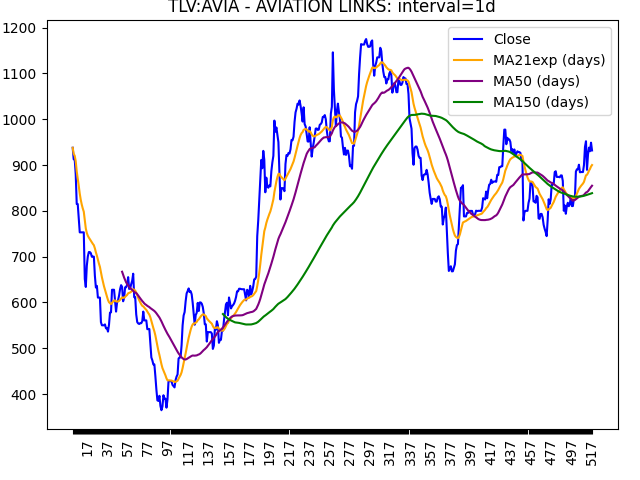 TLV:AVIA - AVIATION LINKS: interval=1d
Close
MA21exp (days)
MA50 (days)
MA150 (days)
1200
1100
1000
900
800
700
600
500
400
17 37 57 77 97 117 137 157 177 197 217 237 257 277 297 317 337 357 377 397 417 437 457 477 497 517